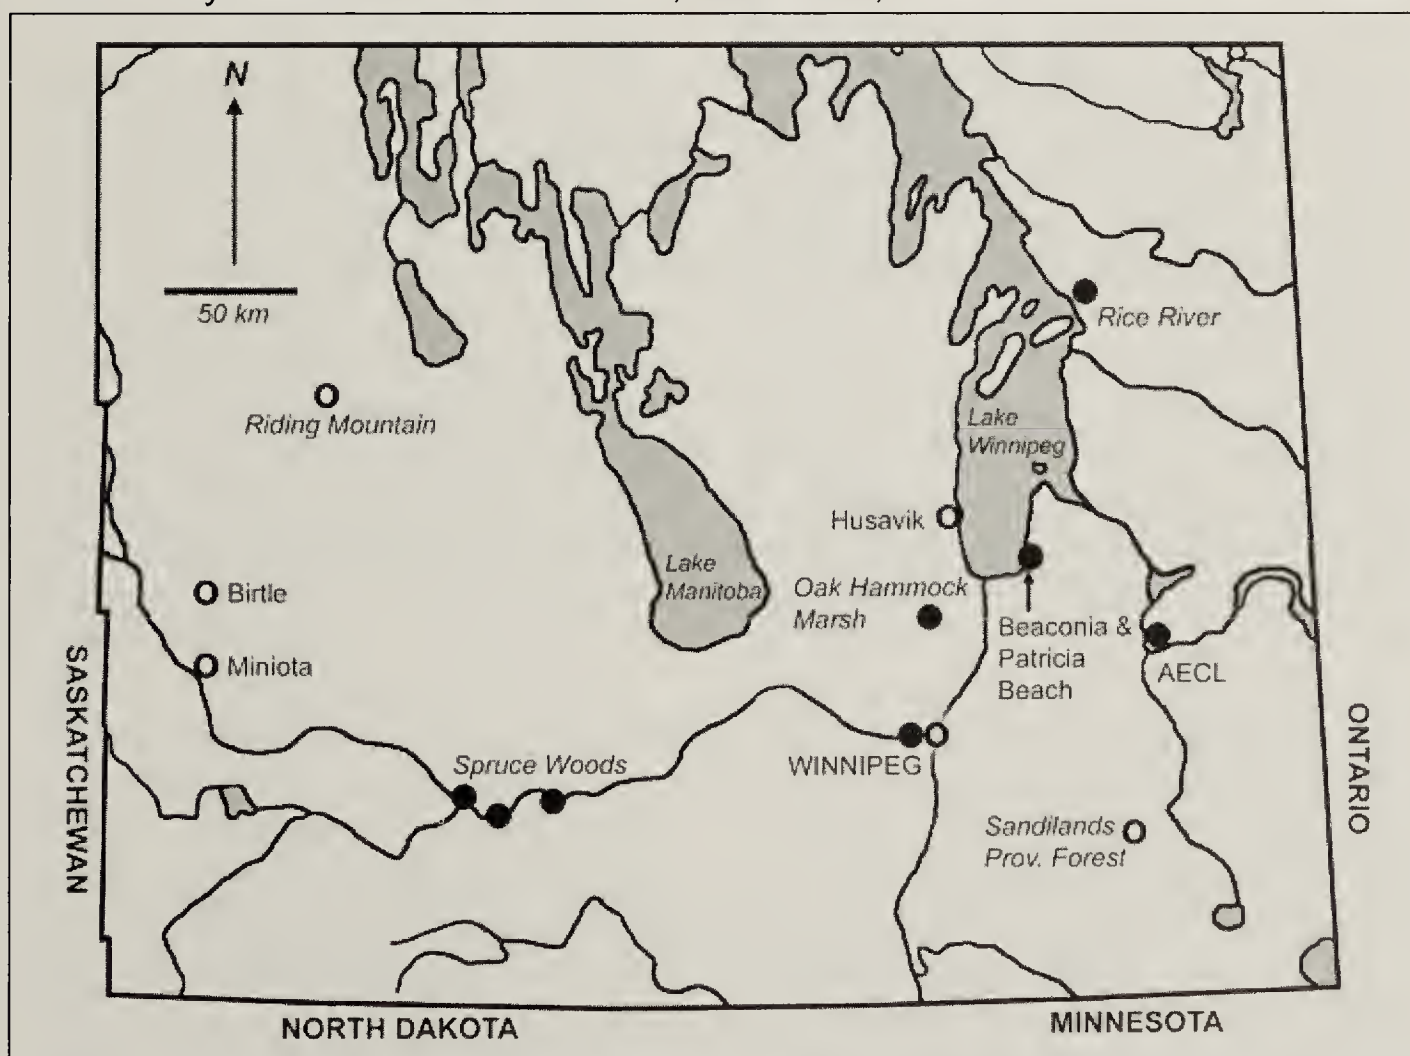 N
50 km
Rice River
Riding Mountain
Lake
Winnipeg
Husavik
Lake
Manitoba
Oak Hammock
Marsh
Birtle
Beaconia &
Patricia
Beach
Miniota
AECL
SASKATCHEWAN
ONTARIO
Spruce Woods
WINNIPEG
Sandilands
Prov. Forest
NORTH DAKOTA
MINNESOTA